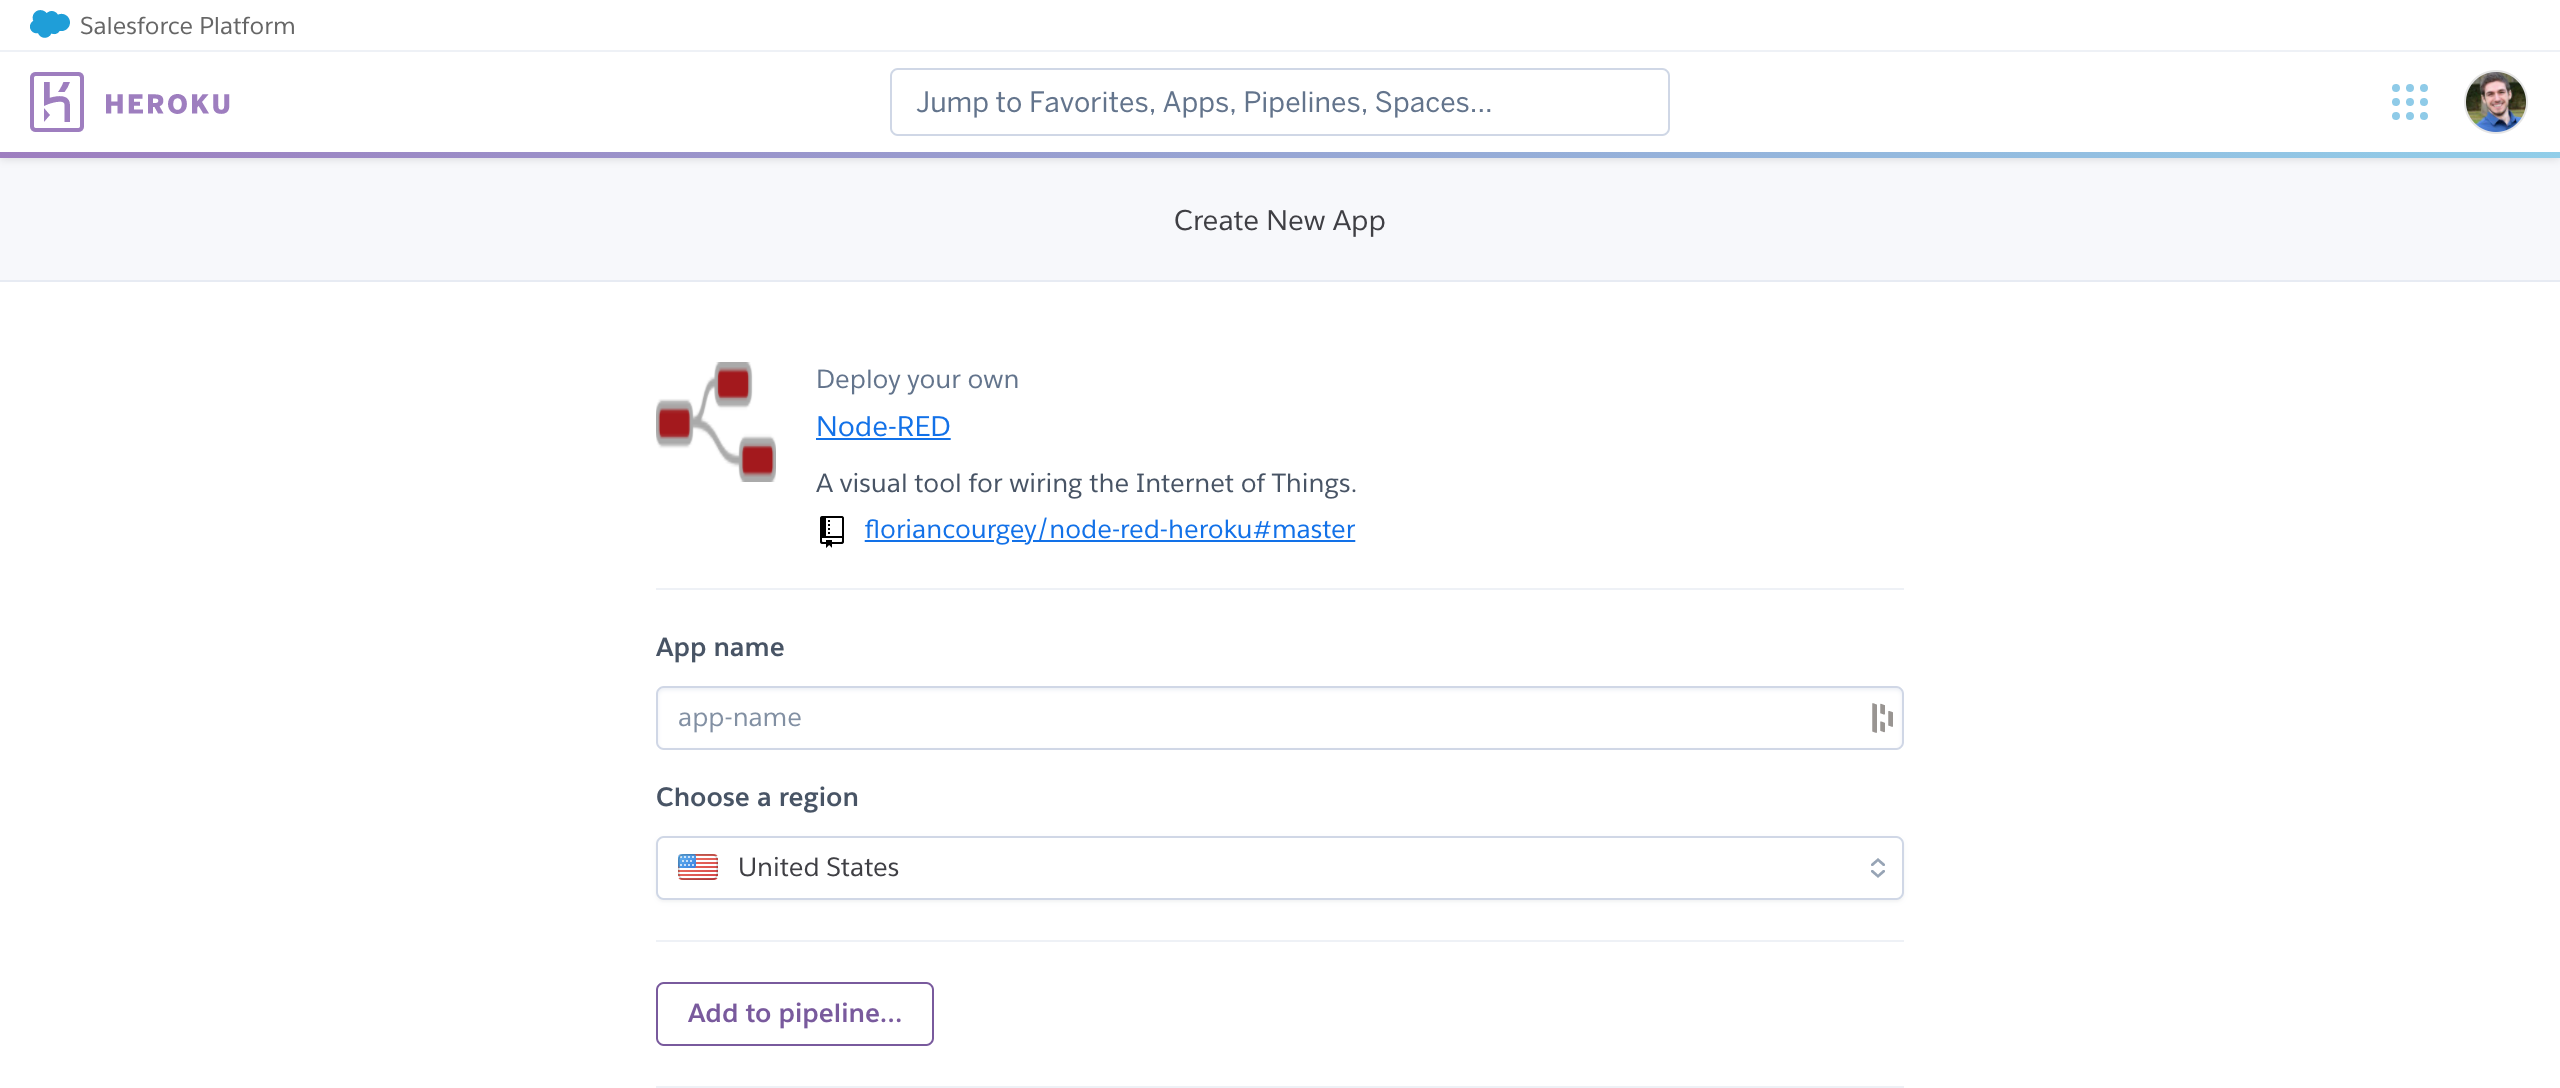 Salesforce Platform
HEROKU
Jump to Favorites, Apps, Pipelines, Spaces...
Create New App
Deploy your own
Node-RED
A visual tool for wiring the Internet of Things.
floriancourgey/node-red-heroku#master
App name
app-name
Choose a region
United States
Add to pipeline...